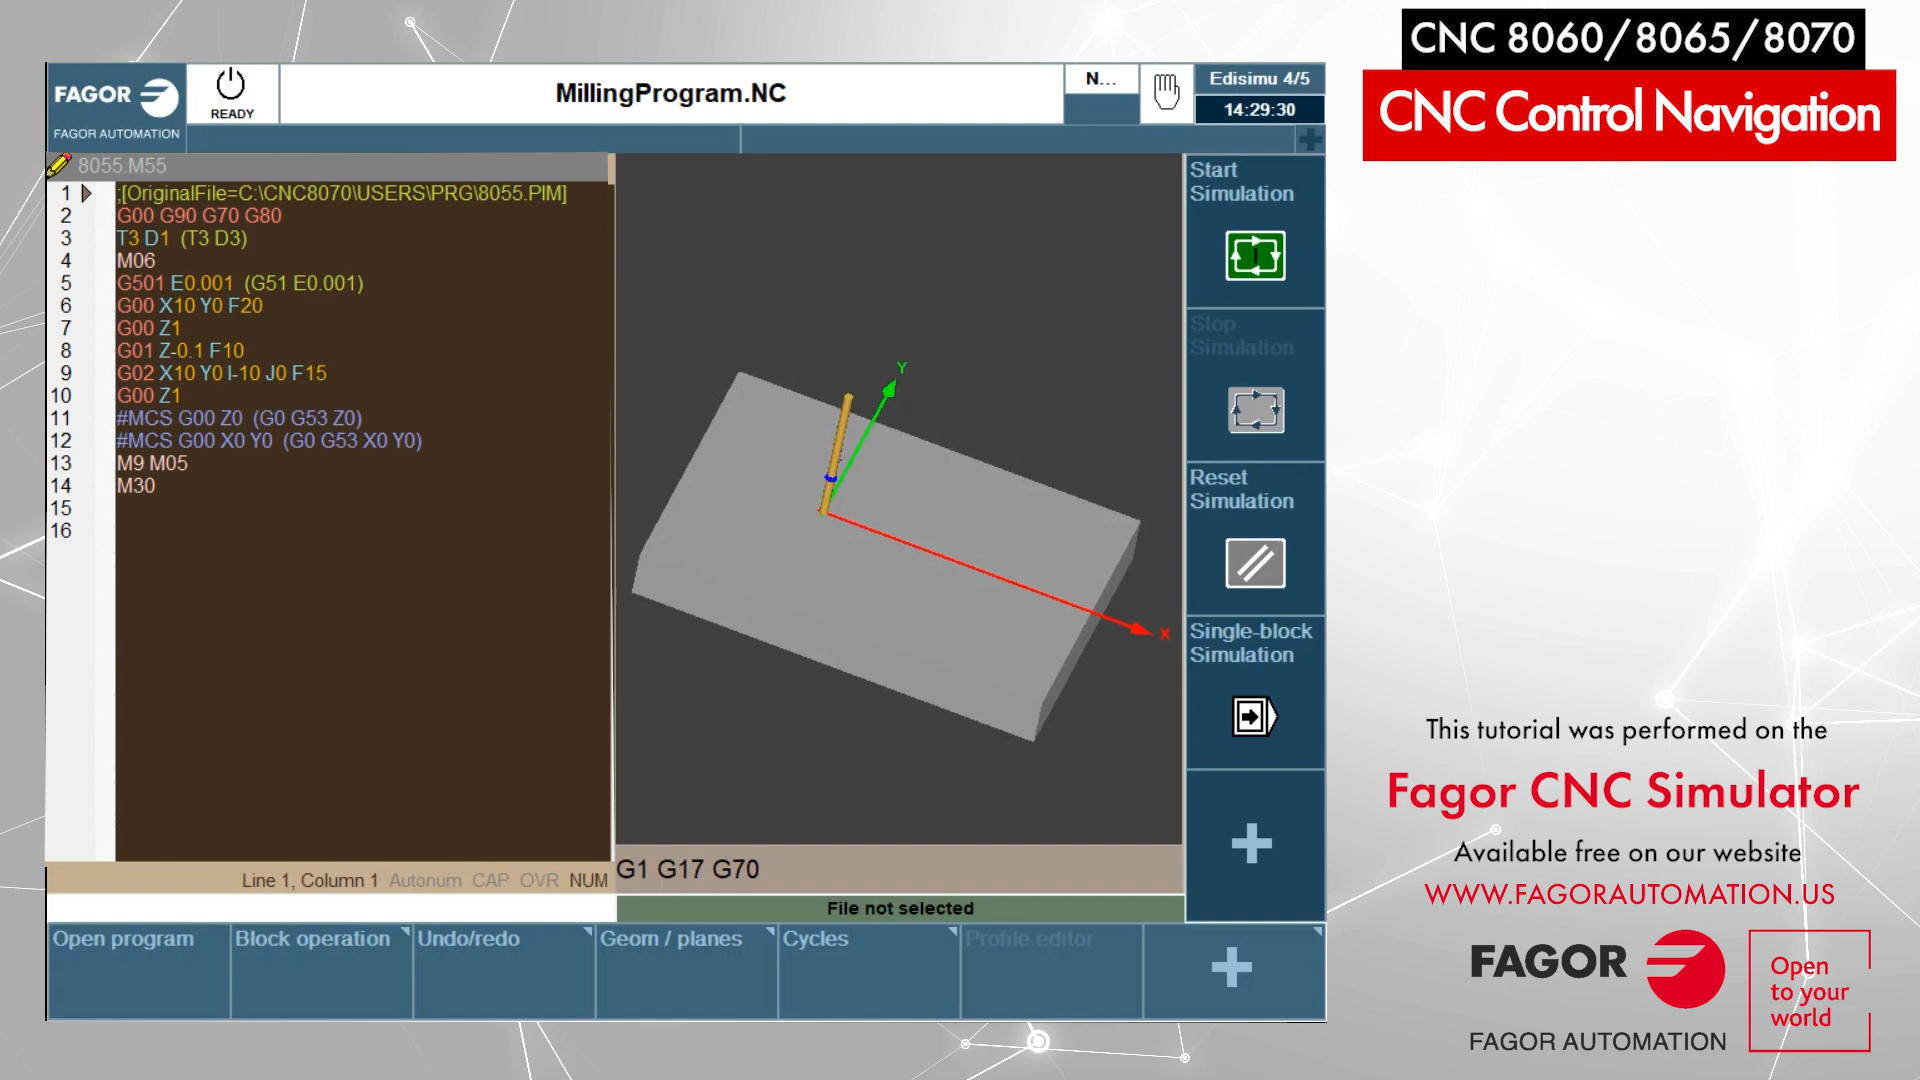 CNC 8060/8065/8070
CNC Control Navigation
FAGOR
FAGOR AUTOMATION
READY
MillingProgram.NC
N...
Edisimu 4/5
14:29:30
8055.M55
1 ;[OriginalFile=C:\CNC8070\USERS\PRG\8055.PIM]
2 G00 G90 G70 G80
3 T3 D1 (T3 D3)
4 M06
5 G501 E0.001 (G51 E0.001)
6 G00 X10 Y0 F20
7 G00 Z1
8 G01 Z-0.1 F10
9 G02 X10 Y0 I-10 J0 F15
10 G00 Z1
11 #MCS G00 Z0 (G0 G53 Z0)
12 #MCS G00 X0 Y0 (G0 G53 X0 Y0)
13 M9 M05
14 M30
15
16
Line 1, Column 1 Autonum CAP OVR NUM
Y
X
G1 G17 G70
File not selected
Start
Simulation
Stop
Simulation
Reset
Simulation
Single-block
Simulation
Open program
Block operation
Undo/redo
Geom / planes
Cycles
Profile editor
This tutorial was performed on the
Fagor CNC Simulator
Available free on our website
WWW.FAGORAUTOMATION.US
FAGOR
FAGOR AUTOMATION
Open
to your
world